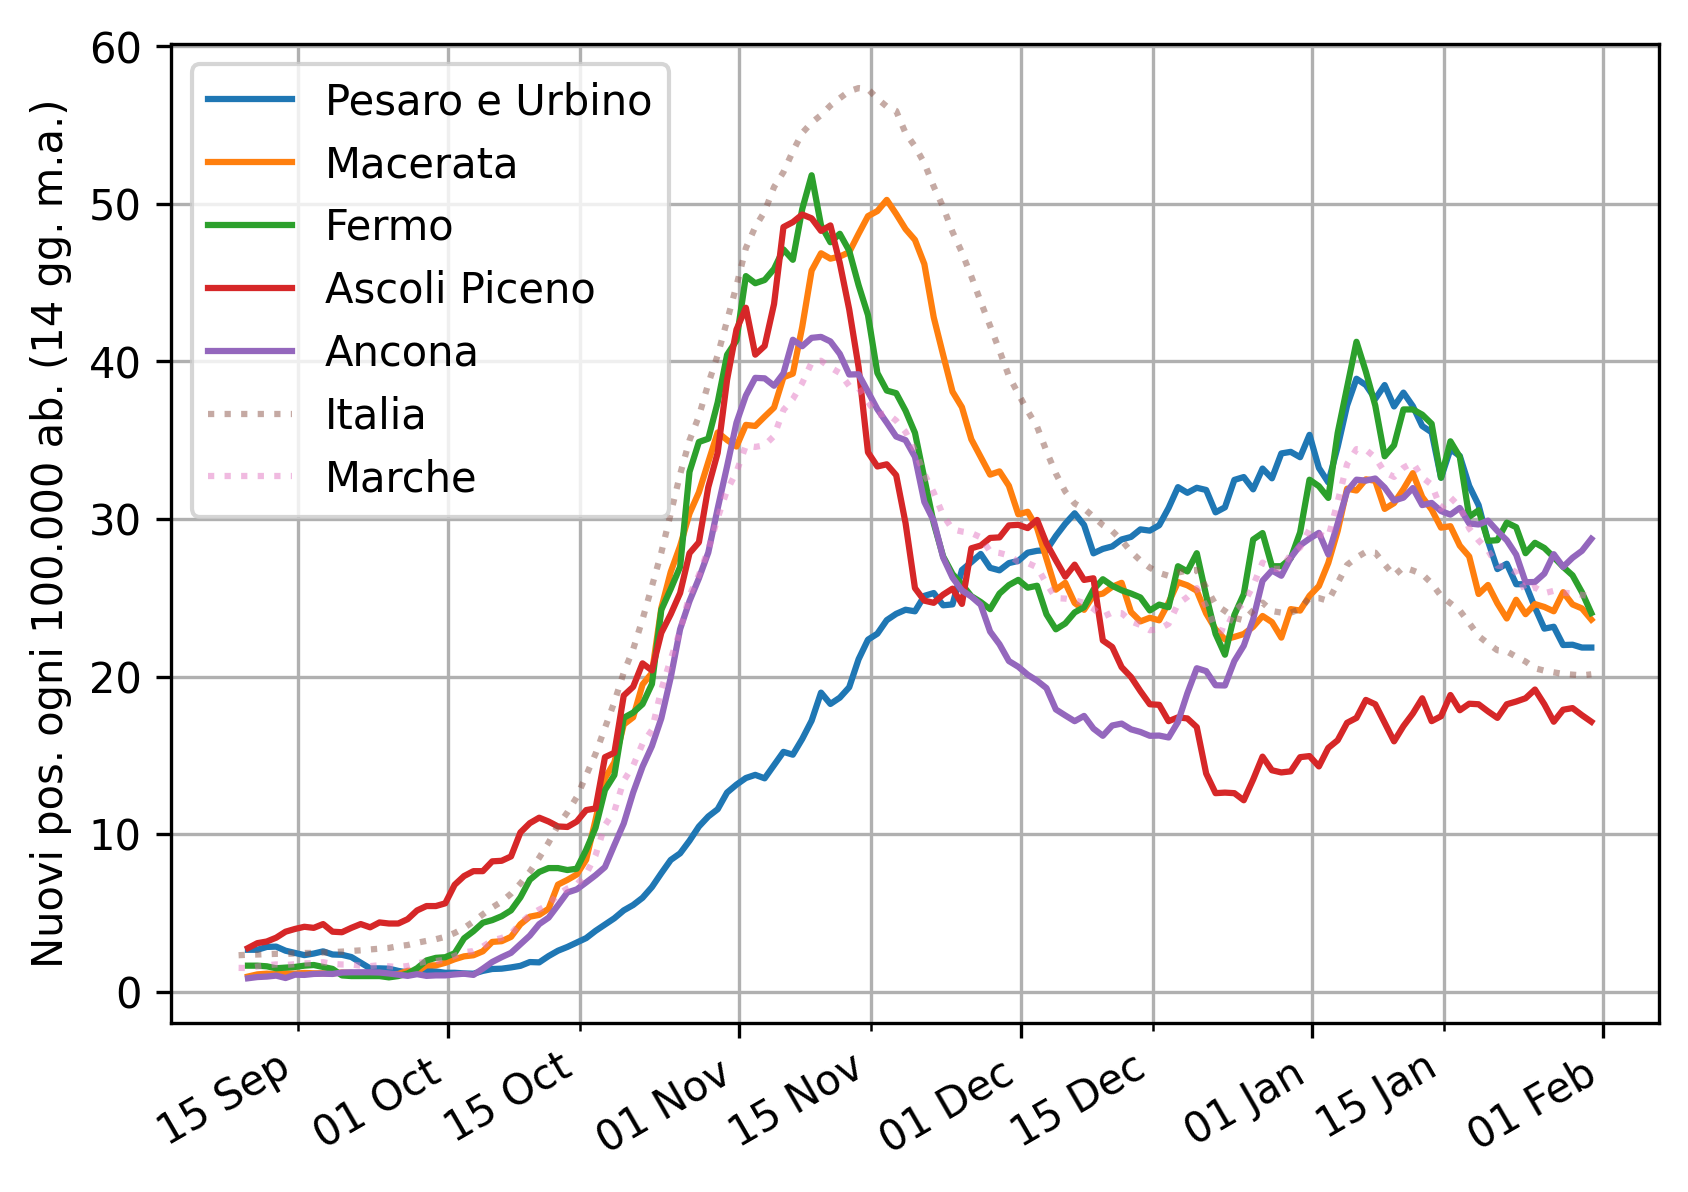 Nuovi pos. ogni 100.000 ab. (14 gg. m.a.)
60
50
40
30
20
10
0
Pesaro e Urbino
Macerata
Fermo
Ascoli Piceno
Ancona
Italia
Marche
15 Sep
01 Oct
15 Oct
01 Nov
15 Nov
01 Dec
15 Dec
01 Jan
15 Jan
01 Feb